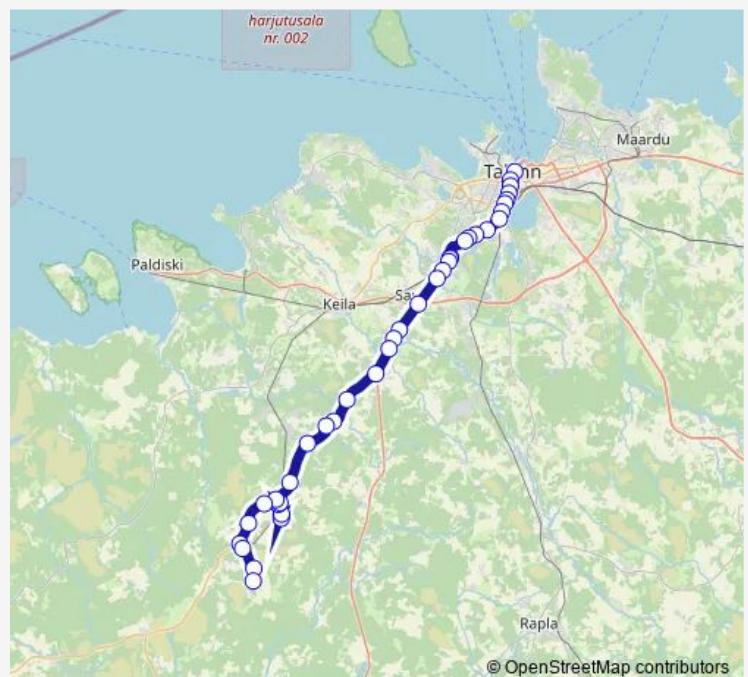 harjutusala
nr. 002
Maardu
Paldiski
Keila
Rapla
© OpenStreetMap contributors